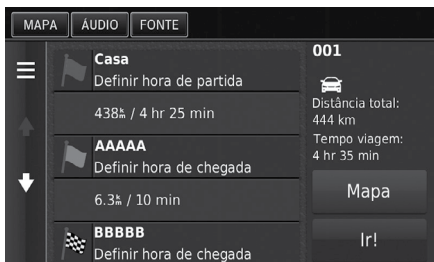 MAPA ÁUDIO FONTE
Casa
Definir hora de partida
438km / 4 hr 25 min
AAAAA
Definir hora de chegada
6.3km / 10 min
BBBBB
Definir hora de chegada
001
Distância total:
444 km
Tempo viagem:
4 hr 35 min
Mapa
Ir!